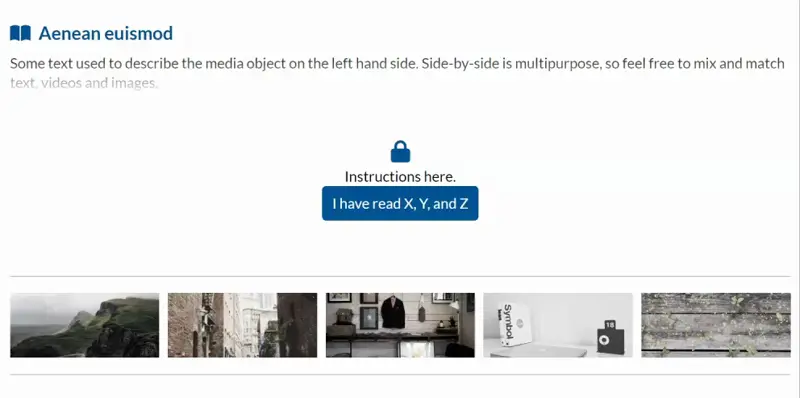 Aenean euismod
Some text used to describe the media object on the left hand side. Side-by-side is multipurpose, so feel free to mix and match
text, videos and images.
Instructions here.
I have read X, Y, and Z
Symbol
18